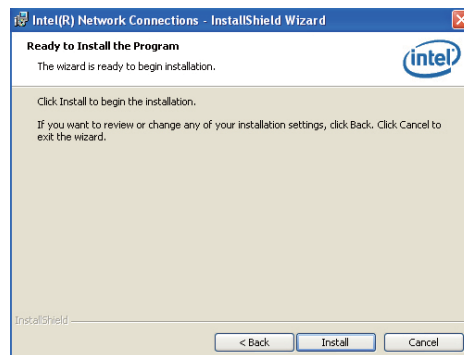 Intel(R) Network Connections - InstallShield Wizard
Ready to Install the Program
The wizard is ready to begin installation.
intel
Click Install to begin the installation.
If you want to review or change any of your installation settings, click Back. Click Cancel to
exit the wizard.
InstallShield
< Back Install Cancel